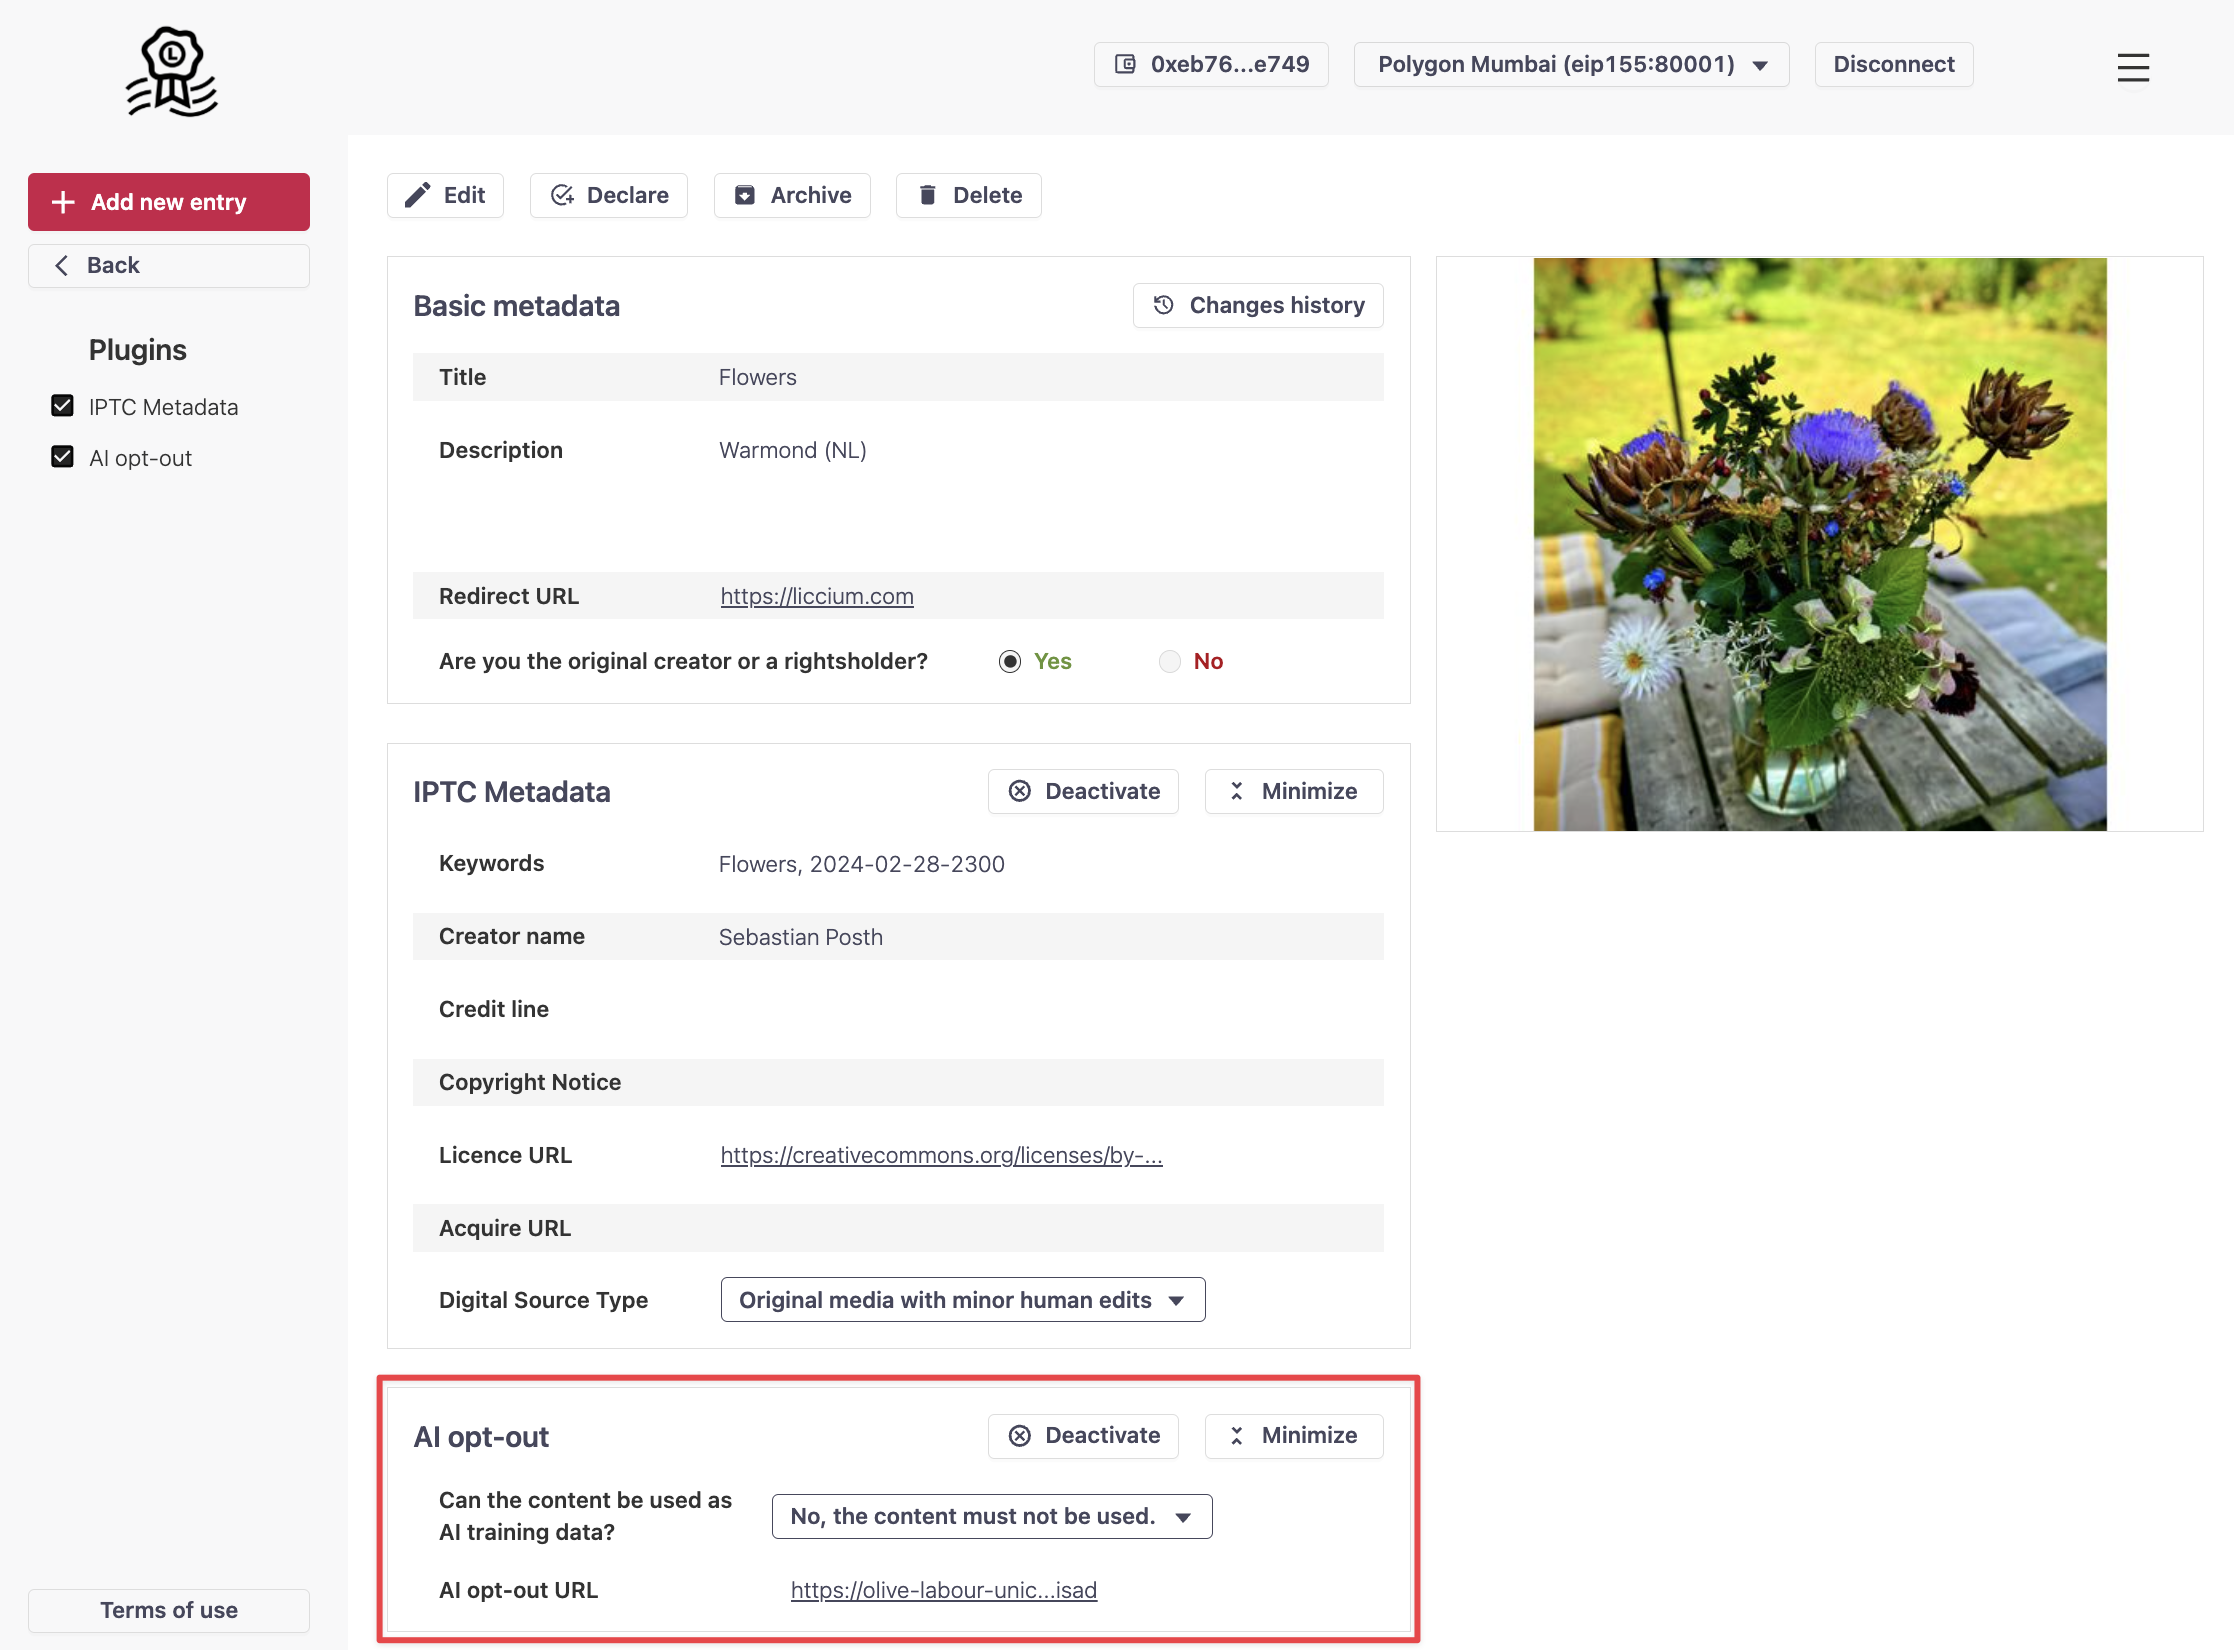 L
0xeb76...e749
Polygon Mumbai (eip155:80001)
Disconnect
Add new entry
Back
Plugins
IPTC Metadata
AI opt-out
Terms of use
Edit
Declare
Archive
Delete
Basic metadata
Changes history
Title
Flowers
Description
Warmond (NL)
Redirect URL
https://liccium.com
Are you the original creator or a rightsholder?
Yes
No
IPTC Metadata
Deactivate
Minimize
Keywords
Flowers, 2024-02-28-2300
Creator name
Sebastian Posth
Credit line
Copyright Notice
Licence URL
https://creativecommons.org/licenses/by-...
Acquire URL
Digital Source Type
Original media with minor human edits
AI opt-out
Deactivate
Minimize
Can the content be used as
AI training data?
No, the content must not be used.
AI opt-out URL
https://olive-labour-unic...isad